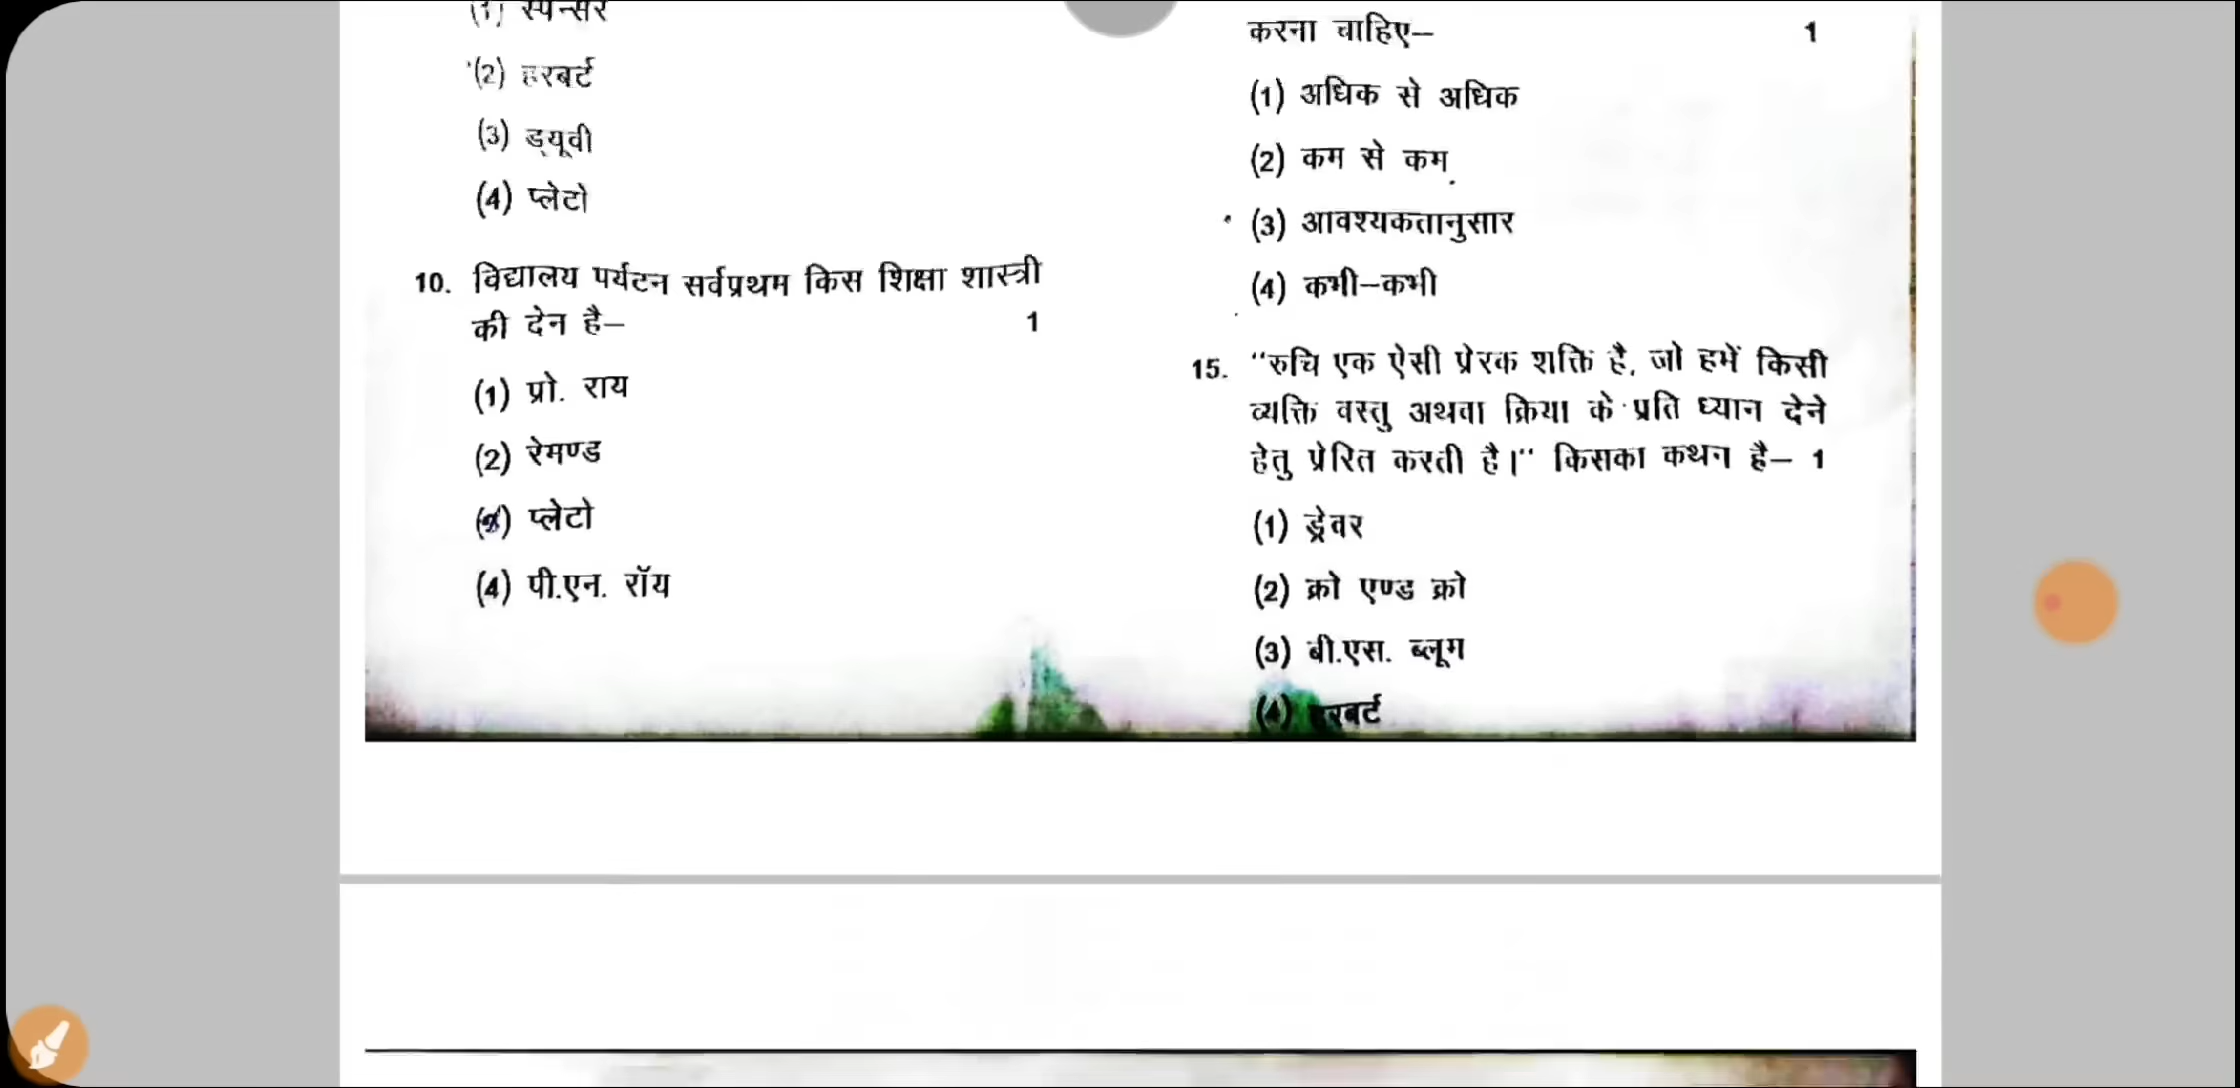 (1) स्पेन्सर
(2) हरबर्ट
(3) ड्यूवी
(4) प्लेटो
10. विद्यालय पर्यटन सर्वप्रथम किस शिक्षा शास्त्री
की देन है– 1
(1) प्रो. राय
(2) रेमण्ड
(3) प्लेटो
(4) पी.एन. रॉय
करना चाहिए– 1
(1) अधिक से अधिक
(2) कम से कम
(3) आवश्यकतानुसार
(4) कभी–कभी
15. "रुचि एक ऐसी प्रेरक शक्ति है, जो हमें किसी
व्यक्ति वस्तु अथवा क्रिया के प्रति ध्यान देने
हेतु प्रेरित करती है।" किसका कथन है– 1
(1) ड्रेवर
(2) क्रो एण्ड क्रो
(3) बी.एस. ब्लूम
(4) हरबर्ट